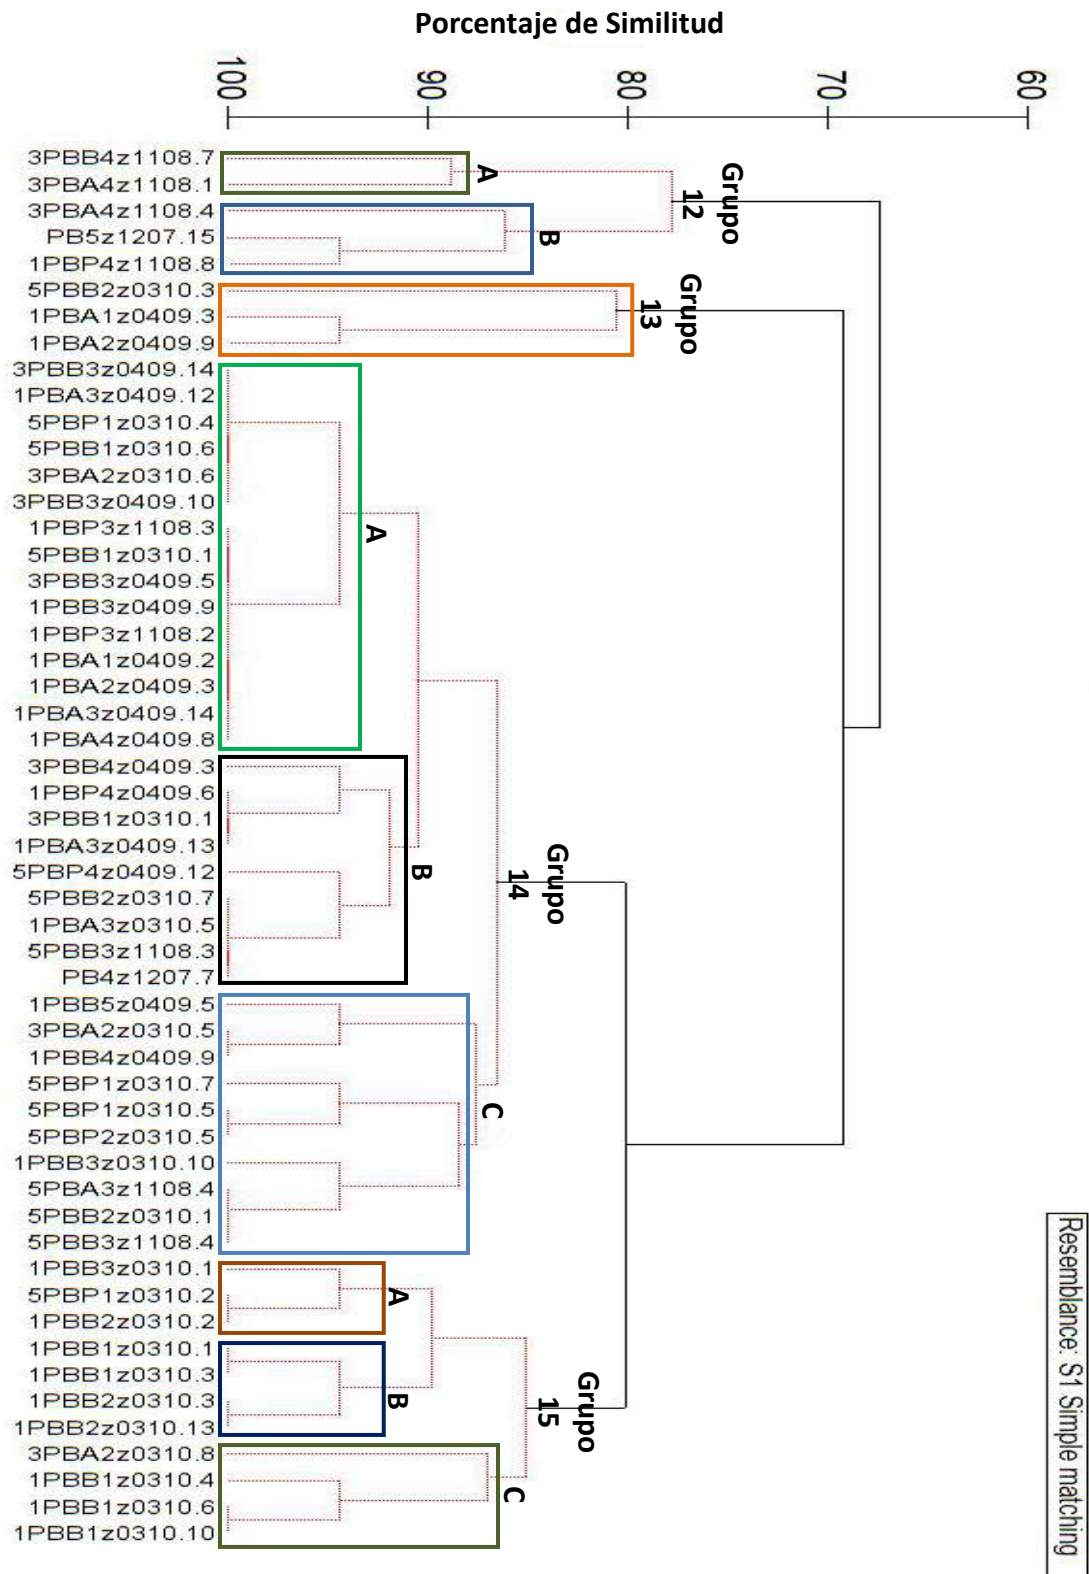 Porcentaje de Similitud
100
90
80
70
60
3PBB4z1108.7
3PBA4z1108.1
3PBA4z1108.4
PB5z1207.15
1PBP4z1108.8
5PBB2z0310.3
1PBA1z0409.3
1PBA2z0409.9
3PBB3z0409.14
1PBA3z0409.12
5PBP1z0310.4
5PBB1z0310.6
3PBA2z0310.6
3PBB3z0409.10
1PBP3z1108.3
5PBB1z0310.1
3PBB3z0409.5
1PBB3z0409.9
1PBP3z1108.2
1PBA1z0409.2
1PBA2z0409.3
1PBA3z0409.14
1PBA4z0409.8
3PBB4z0409.3
1PBP4z0409.6
3PBB1z0310.1
1PBA3z0409.13
5PBP4z0409.12
5PBB2z0310.7
1PBA3z0310.5
5PBB3z1108.3
PB4z1207.7
1PBB5z0409.5
3PBA2z0310.5
1PBB4z0409.9
5PBP1z0310.7
5PBP1z0310.5
5PBP2z0310.5
1PBB3z0310.10
5PBA3z1108.4
5PBB2z0310.1
5PBB3z1108.4
1PBB3z0310.1
5PBP1z0310.2
1PBB2z0310.2
1PBB1z0310.1
1PBB1z0310.3
1PBB2z0310.3
1PBB2z0310.13
3PBA2z0310.8
1PBB1z0310.4
1PBB1z0310.6
1PBB1z0310.10
A
B
Grupo
12
Grupo
13
A
B
C
Grupo
14
A
B
C
Grupo
15
Resemblance: S1 Simple matching